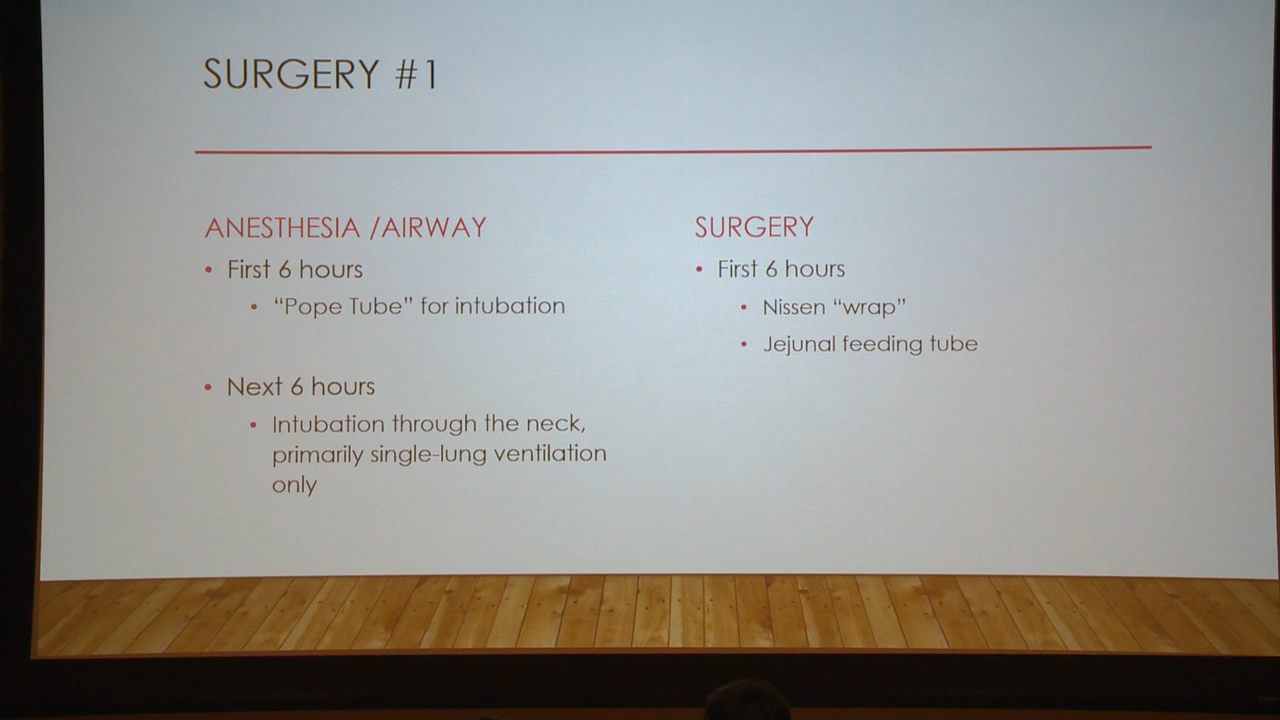 SURGERY #1
ANESTHESIA /AIRWAY
• First 6 hours
• “Pope Tube” for intubation
• Next 6 hours
• Intubation through the neck,
primarily single-lung ventilation
only
SURGERY
• First 6 hours
• Nissen “wrap”
• Jejunal feeding tube